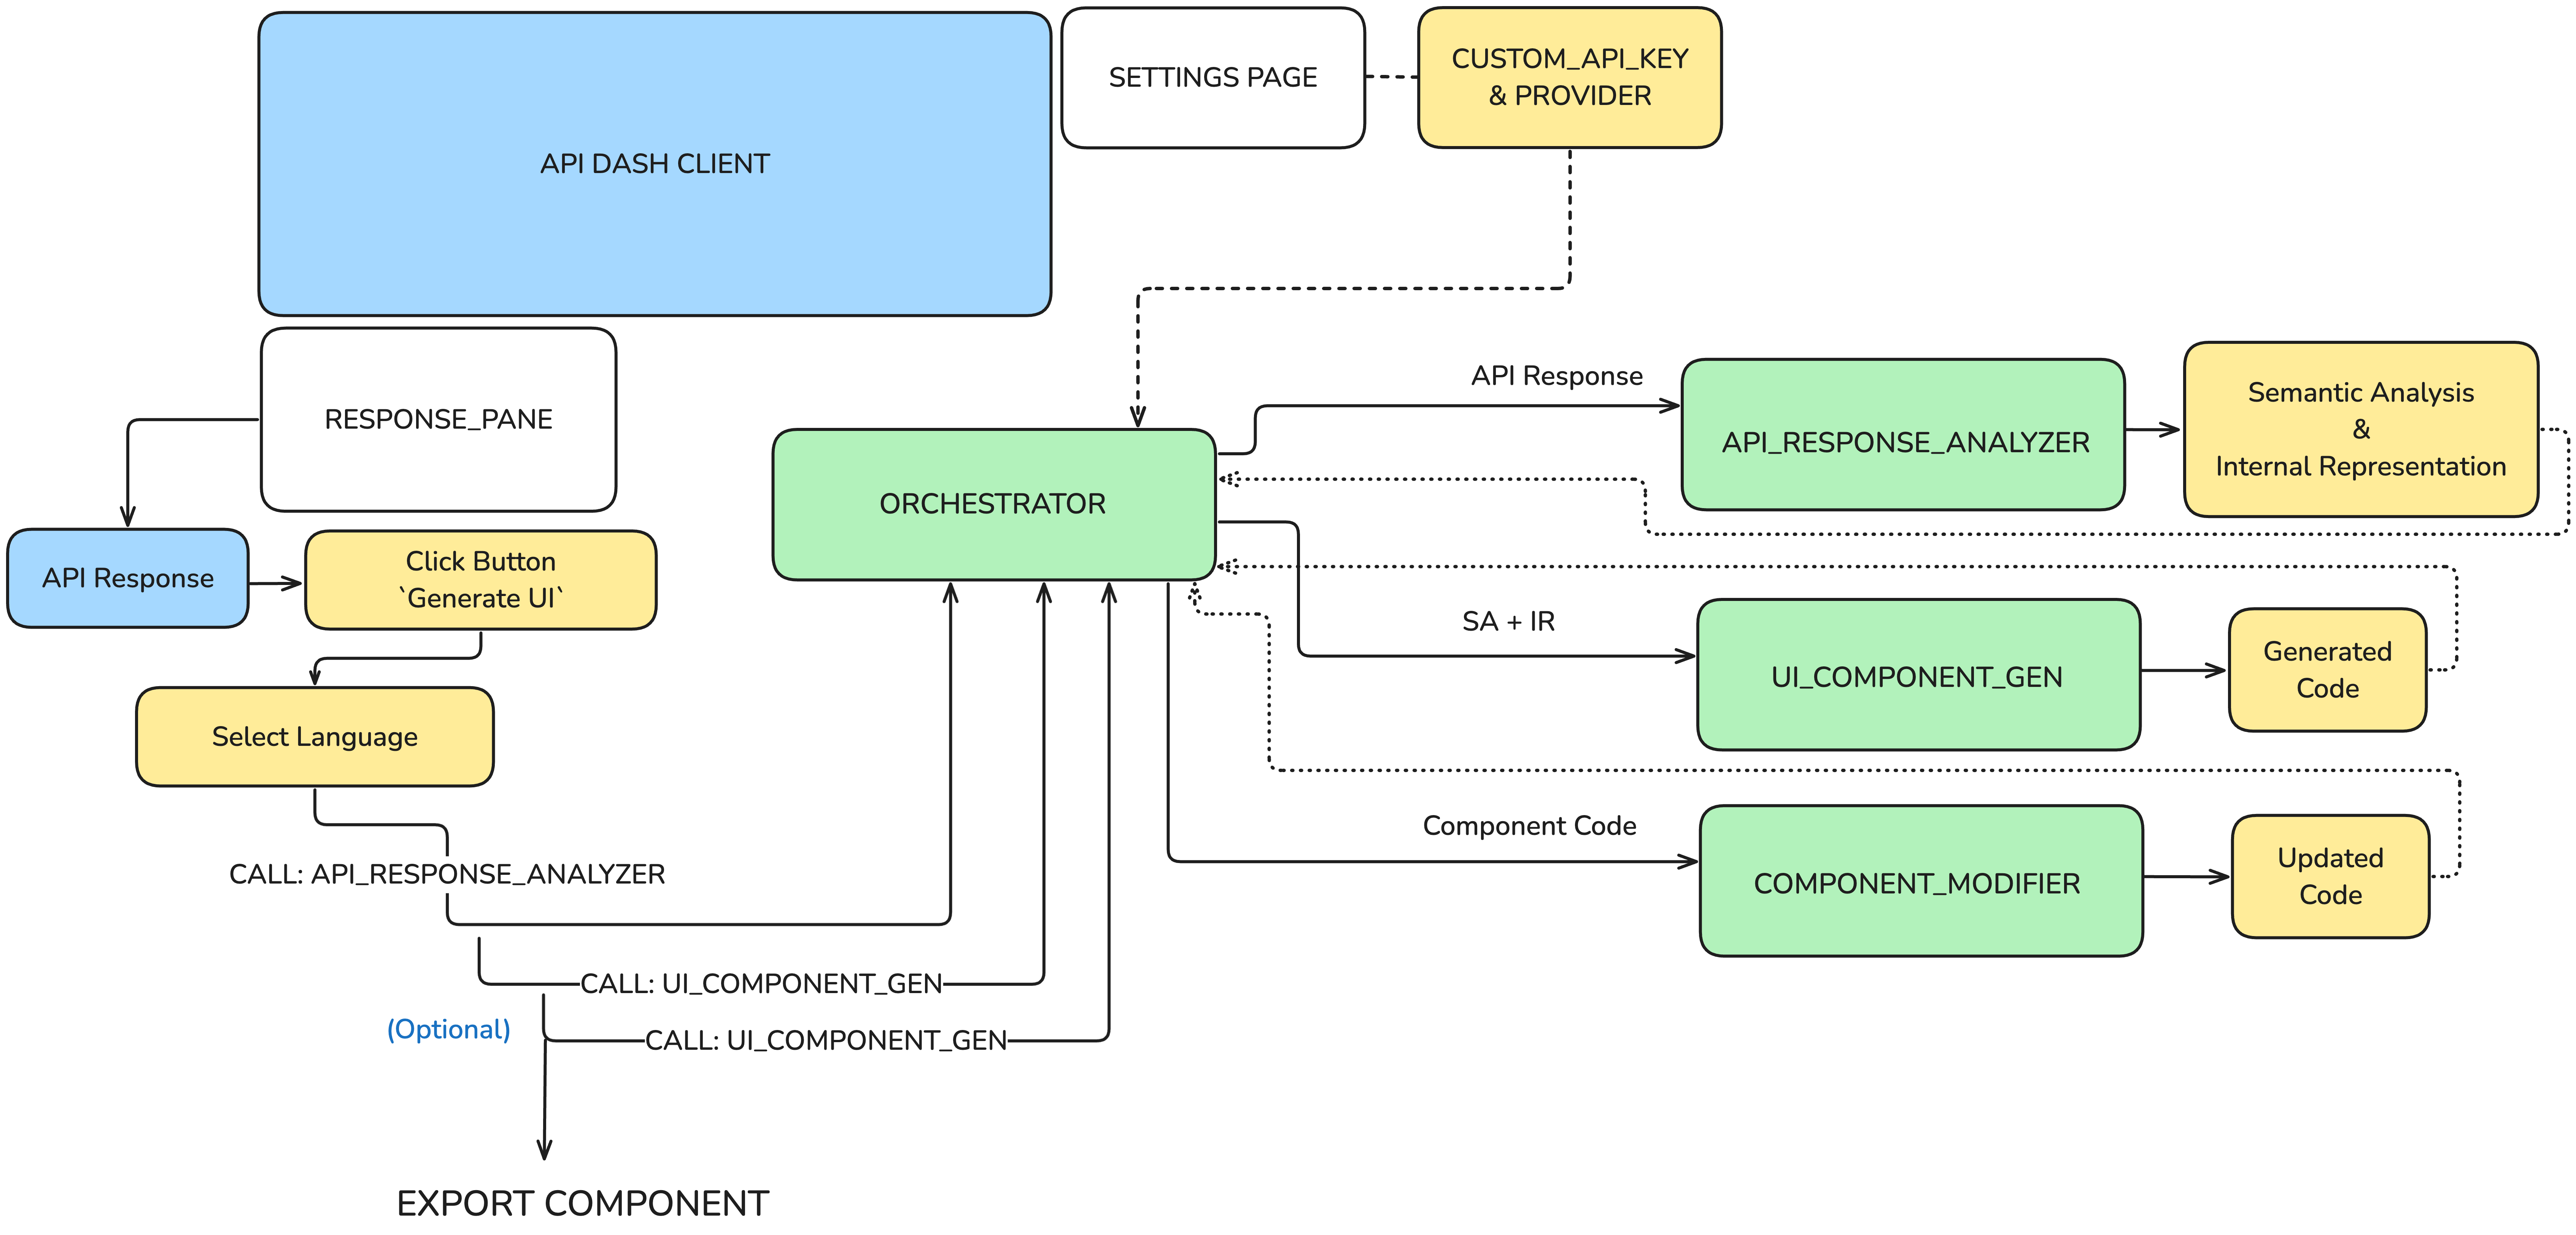 API DASH CLIENT
SETTINGS PAGE
CUSTOM_API_KEY
& PROVIDER
RESPONSE_PANE
API Response
Click Button
`Generate UI`
Select Language
ORCHESTRATOR
API Response
API_RESPONSE_ANALYZER
Semantic Analysis
&
Internal Representation
SA + IR
UI_COMPONENT_GEN
Generated
Code
Component Code
COMPONENT_MODIFIER
Updated
Code
CALL: API_RESPONSE_ANALYZER
CALL: UI_COMPONENT_GEN
(Optional)
CALL: UI_COMPONENT_GEN
EXPORT COMPONENT